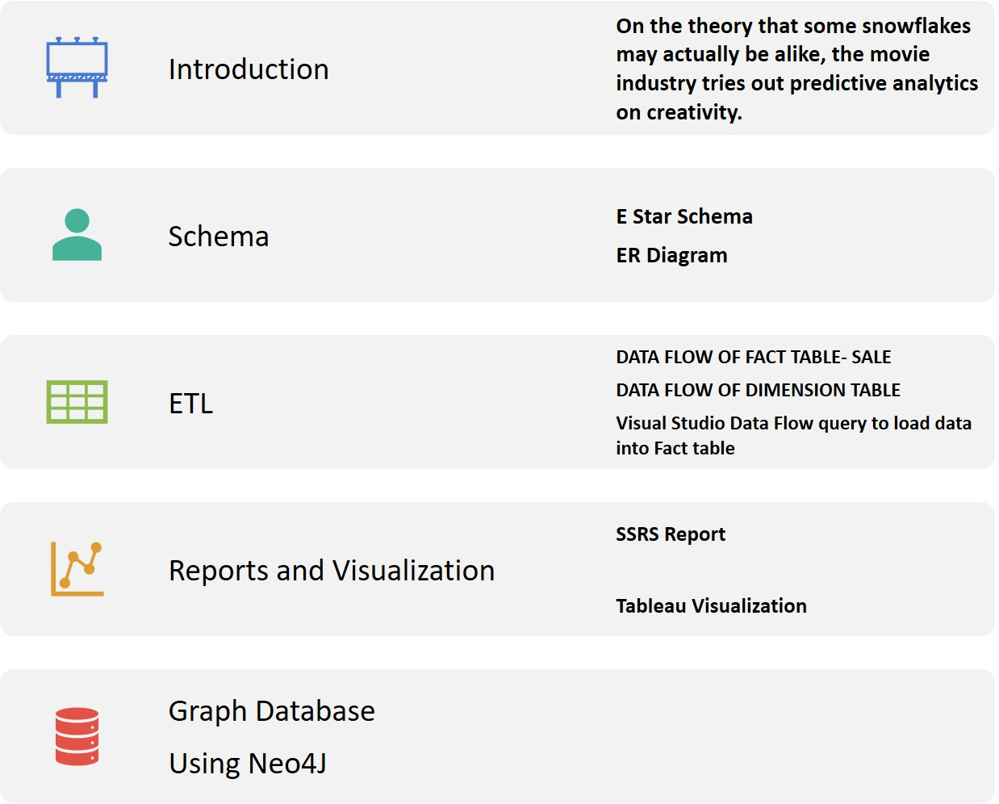 Introduction
On the theory that some snowflakes
may actually be alike, the movie
industry tries out predictive analytics
on creativity.
Schema
E Star Schema
ER Diagram
ETL
DATA FLOW OF FACT TABLE- SALE
DATA FLOW OF DIMENSION TABLE
Visual Studio Data Flow query to load data
into Fact table
Reports and Visualization
SSRS Report
Tableau Visualization
Graph Database
Using Neo4J